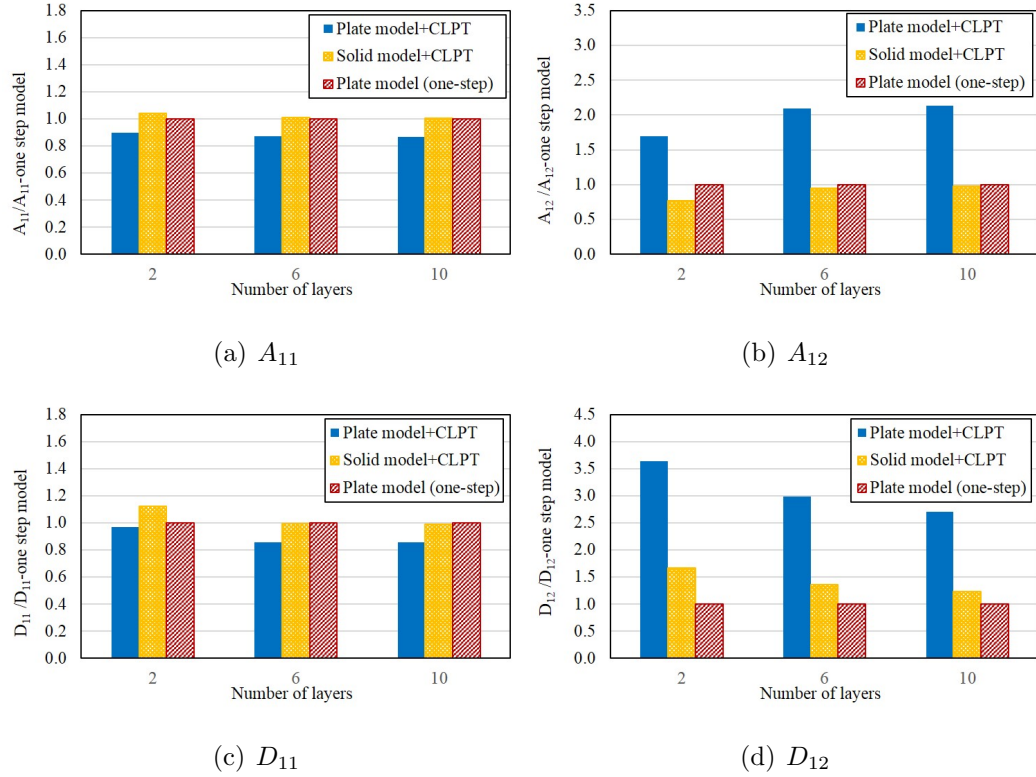 1.8
1.6
1.4
1.2
1.0
0.8
0.6
0.4
0.2
0.0
A11/A11-one step model
Plate model+CLPT
Solid model+CLPT
Plate model (one-step)
2 6 10
Number of layers
(a) A11
3.5
3.0
2.5
2.0
1.5
1.0
0.5
0.0
A12 /A12-one step model
Plate model+CLPT
Solid model+CLPT
Plate model (one-step)
2 6 10
Number of layers
(b) A12
1.8
1.6
1.4
1.2
1.0
0.8
0.6
0.4
0.2
0.0
D11 /D11-one step model
Plate model+CLPT
Solid model+CLPT
Plate model (one-step)
2 6 10
Number of layers
(c) D11
4.5
4.0
3.5
3.0
2.5
2.0
1.5
1.0
0.5
0.0
D12 /D12-one step model
Plate model+CLPT
Solid model+CLPT
Plate model (one-step)
2 6 10
Number of layers
(d) D12